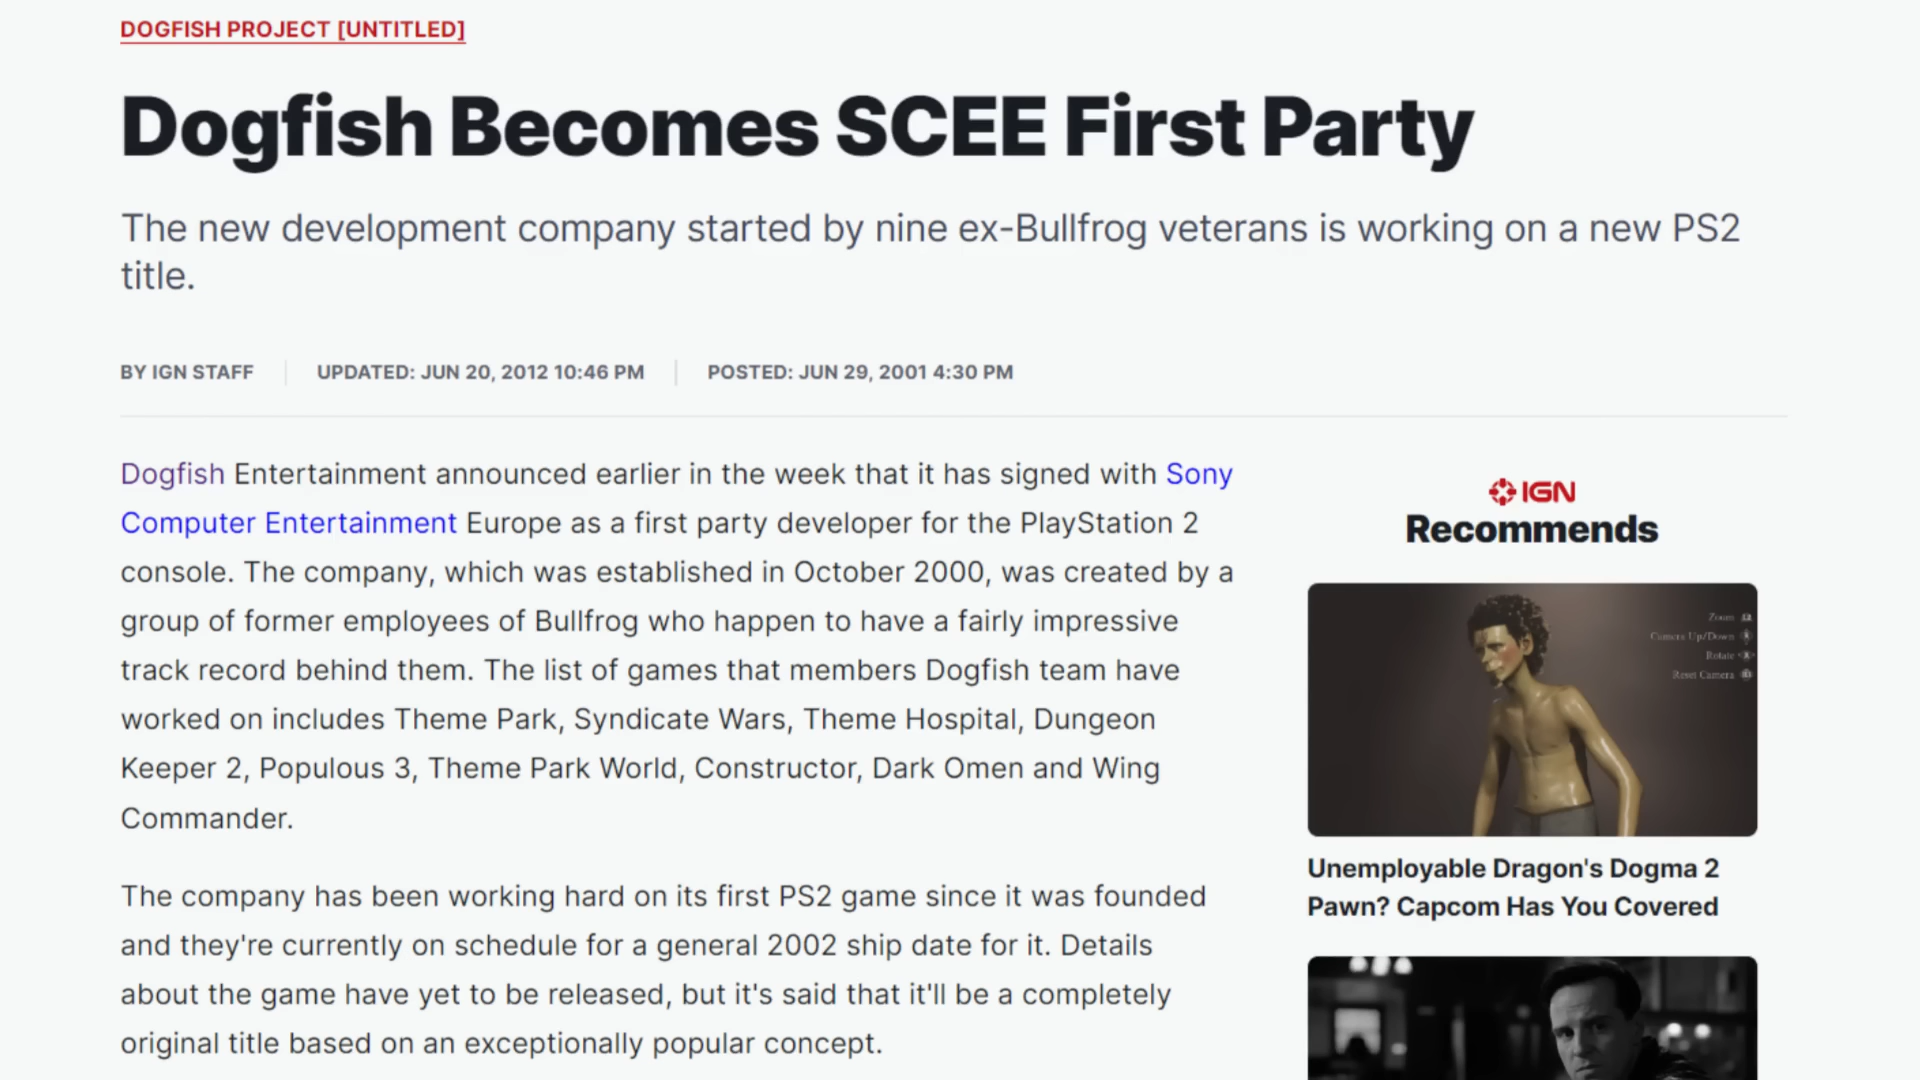 DOGFISH PROJECT [UNTITLED]
Dogfish Becomes SCEE First Party
The new development company started by nine ex-Bullfrog veterans is working on a new PS2
title.
BY IGN STAFF
UPDATED: JUN 20, 2012 10:46 PM
POSTED: JUN 29, 2001 4:30 PM
Dogfish Entertainment announced earlier in the week that it has signed with Sony
Computer Entertainment Europe as a first party developer for the PlayStation 2
console. The company, which was established in October 2000, was created by a
group of former employees of Bullfrog who happen to have a fairly impressive
track record behind them. The list of games that members Dogfish team have
worked on includes Theme Park, Syndicate Wars, Theme Hospital, Dungeon
Keeper 2, Populous 3, Theme Park World, Constructor, Dark Omen and Wing
Commander.
The company has been working hard on its first PS2 game since it was founded
and they're currently on schedule for a general 2002 ship date for it. Details
about the game have yet to be released, but it's said that it'll be a completely
original title based on an exceptionally popular concept.
IGN
Recommends
Zoom
Camera Up/Down
Rotate
Reset Camera
Unemployable Dragon's Dogma 2
Pawn? Capcom Has You Covered